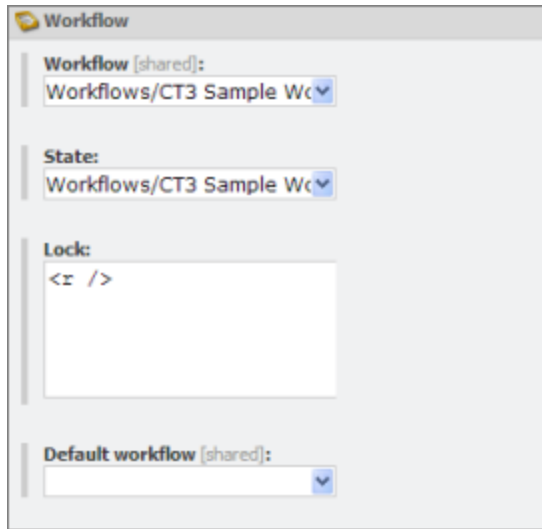 Workflow
Workflow [shared]:
Workflows/CT3 Sample Wo
State:
Workflows/CT3 Sample Wo
Lock:
<r />
Default workflow [shared]: